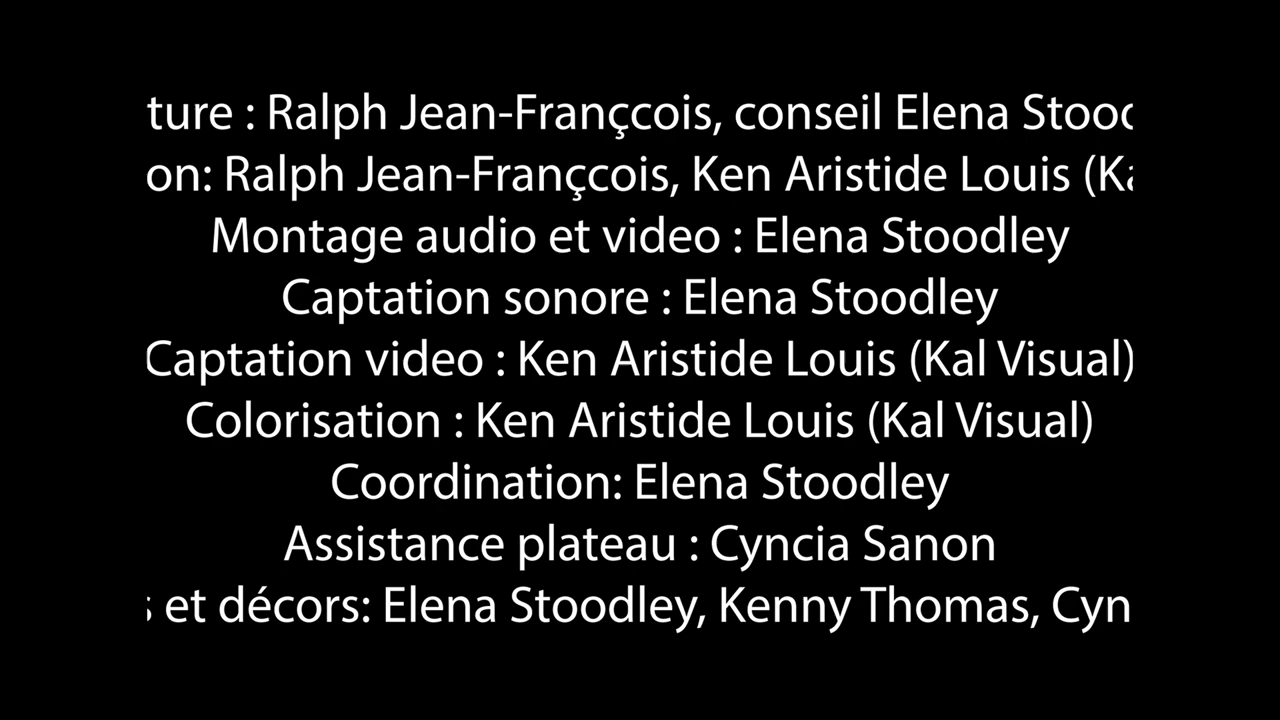 ture : Ralph Jean-Françcois, conseil Elena
on: Ralph Jean-Françcois, Ken Aristide Louis
Montage audio et video : Elena Stoodley
Captation sonore : Elena Stoodley
Captation video : Ken Aristide Louis (Kal Visual)
Colorisation : Ken Aristide Louis (Kal Visual)
Coordination: Elena Stoodley
Assistance plateau : Cyncia Sanon
et décors: Elena Stoodley, Kenny Thomas, Cyn